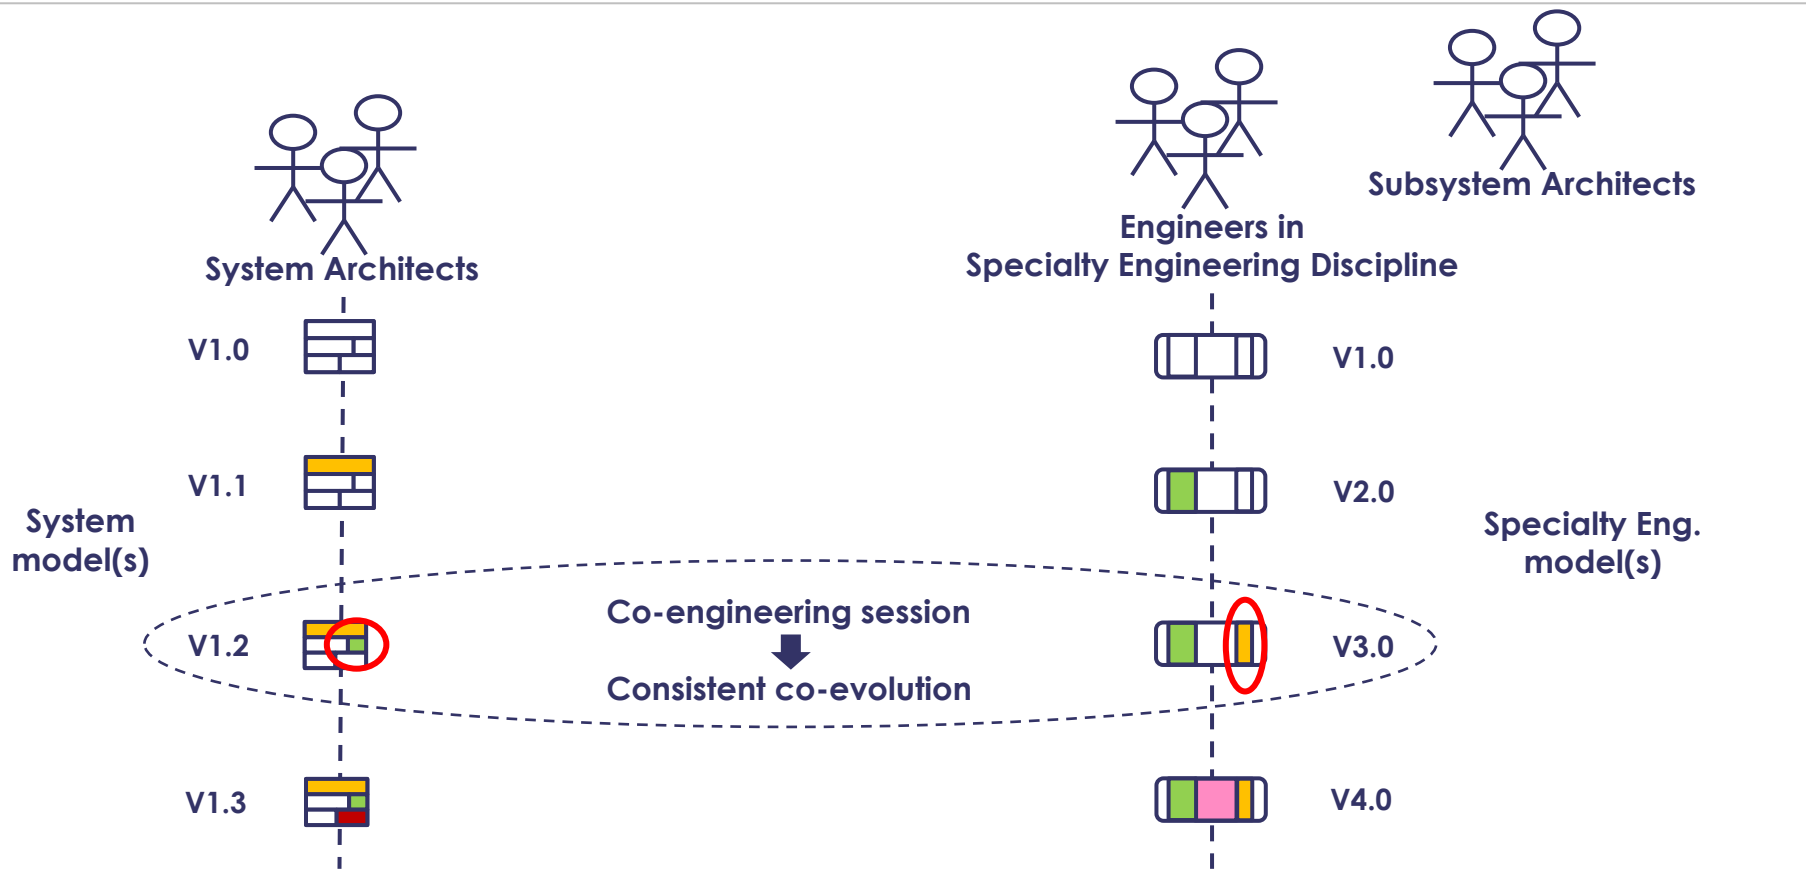 Subsystem Architects
Engineers in
Specialty Engineering Discipline
System Architects
V1.0
V1.0
V1.1
V2.0
System
model(s)
Specialty Eng.
model(s)
Co-engineering session
V1.2
V3.0
Consistent co-evolution
V1.3
V4.0